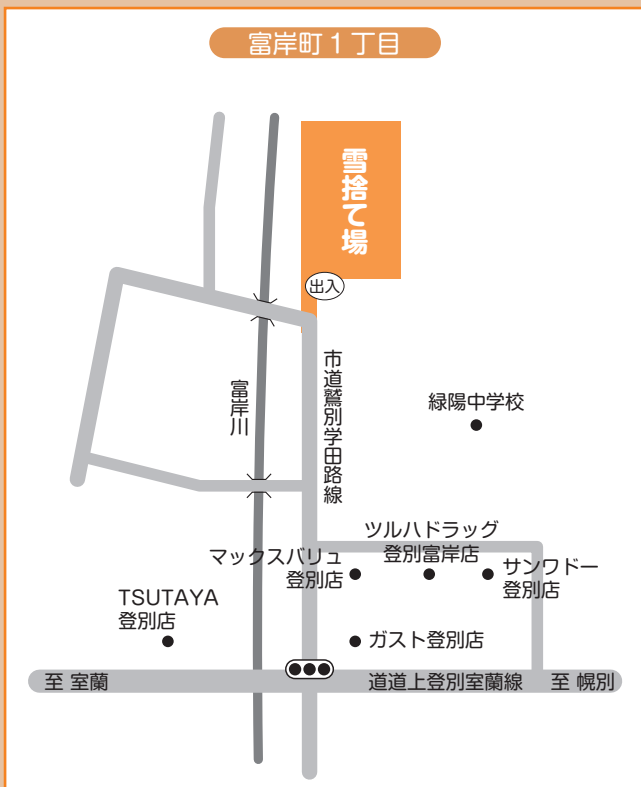 富岸町1丁目
雪捨て場
出入
市道鷲別学田路線
富岸川
緑陽中学校
ツルハドラッグ
登別富岸店
マックスバリュ
登別店
サンワドー
登別店
TSUTAYA
登別店
ガスト登別店
至 室蘭
道道上登別室蘭線
至 幌別